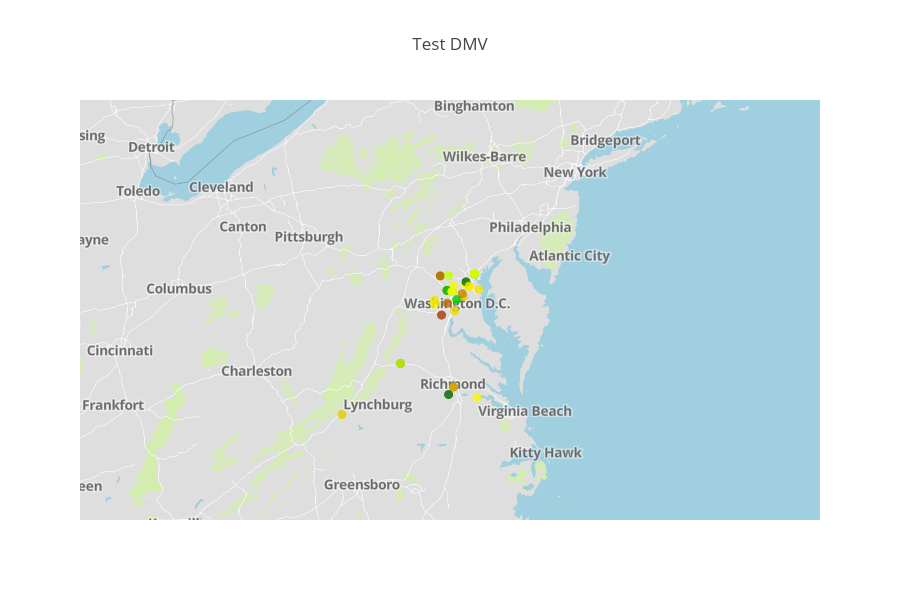 Test DMV
Binghamton
sing
Detroit
Bridgeport
Wilkes-Barre
New York
Toledo
Cleveland
Canton
Philadelphia
Pittsburgh
ayne
Atlantic City
Columbus
Washington D.C.
Cincinnati
Charleston
Richmond
Frankfort
Lynchburg
Virginia Beach
Kitty Hawk
een
Greensboro